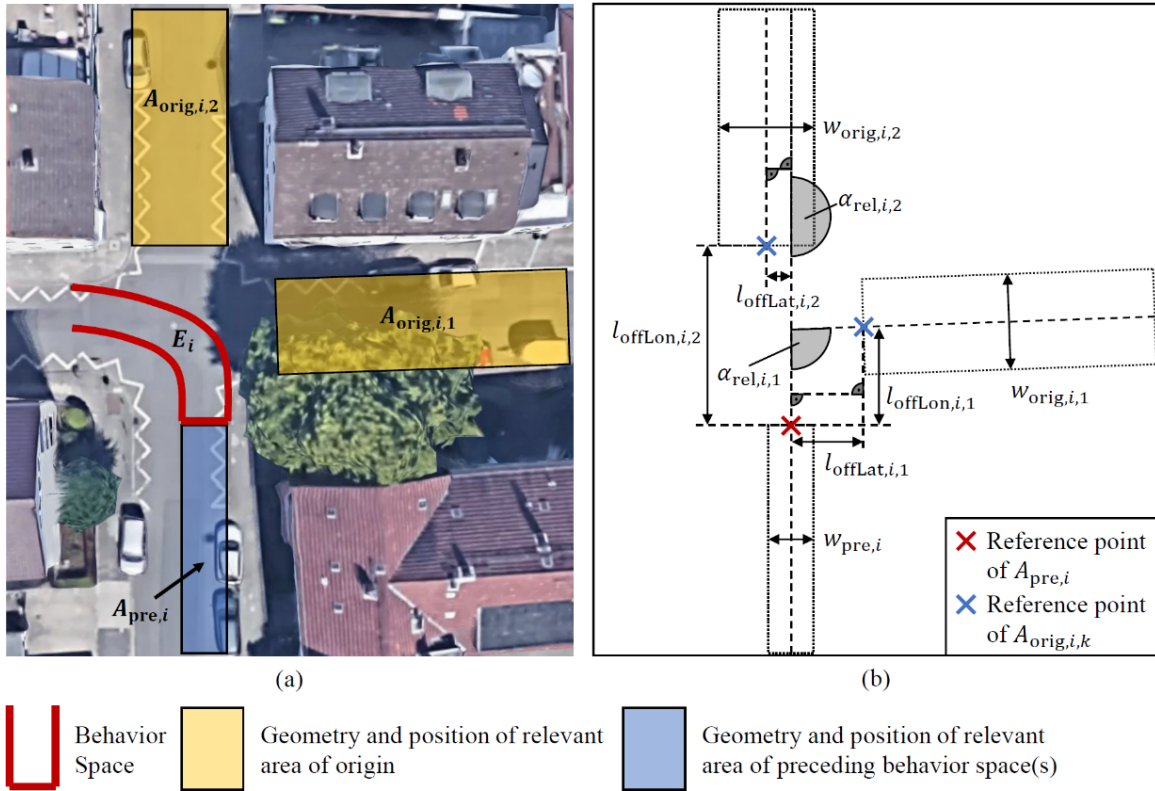 A_orig,i,2
A_orig,i,1
E_i
A_pre,i
(a)
w_orig,i,2
α_rel,i,2
l_offLat,i,2
l_offLon,i,2
α_rel,i,1
l_offLon,i,1
w_orig,i,1
l_offLat,i,1
w_pre,i
Reference point
of A_pre,i
Reference point
of A_orig,i,k
(b)
Behavior
Space
Geometry and position of relevant
area of origin
Geometry and position of relevant
area of preceding behavior space(s)